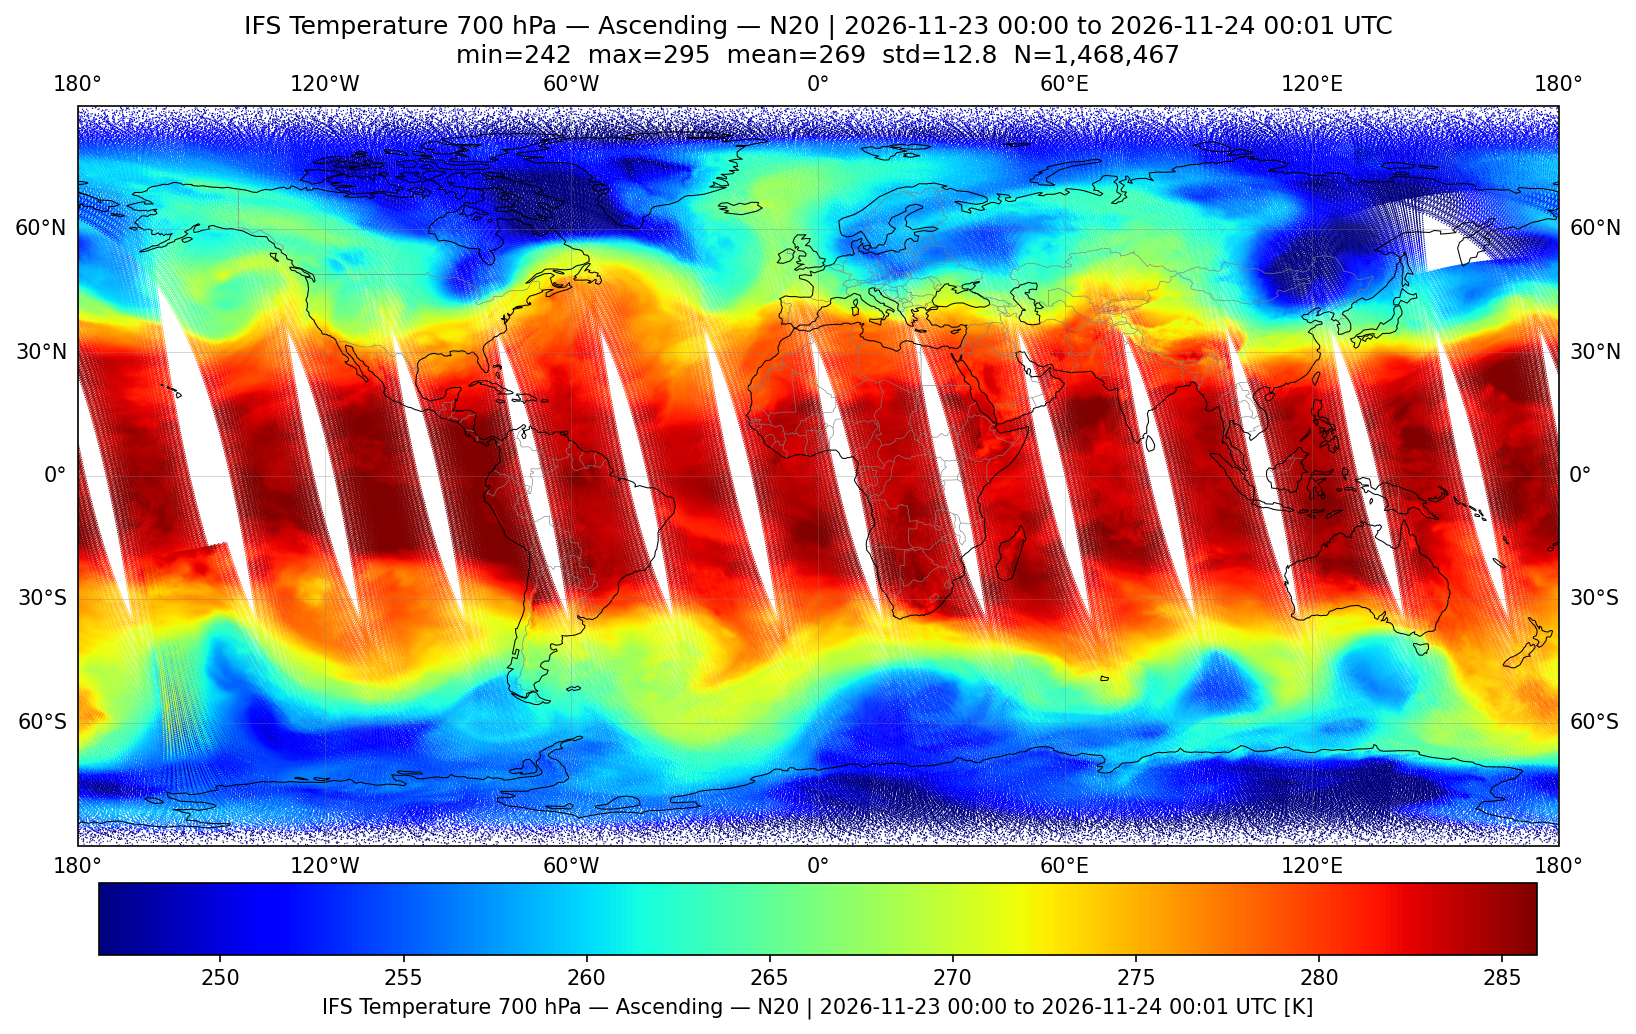 IFS Temperature 700 hPa — Ascending — N20 | 2026-11-23 00:00 to 2026-11-24 00:01 UTC
min=242  max=295  mean=269  std=12.8  N=1,468,467
180° 120°W 60°W 0° 60°E 120°E 180°
60°N 60°N
30°N 30°N
0° 0°
30°S 30°S
60°S 60°S
180° 120°W 60°W 0° 60°E 120°E 180°
250 255 260 265 270 275 280 285
IFS Temperature 700 hPa — Ascending — N20 | 2026-11-23 00:00 to 2026-11-24 00:01 UTC [K]